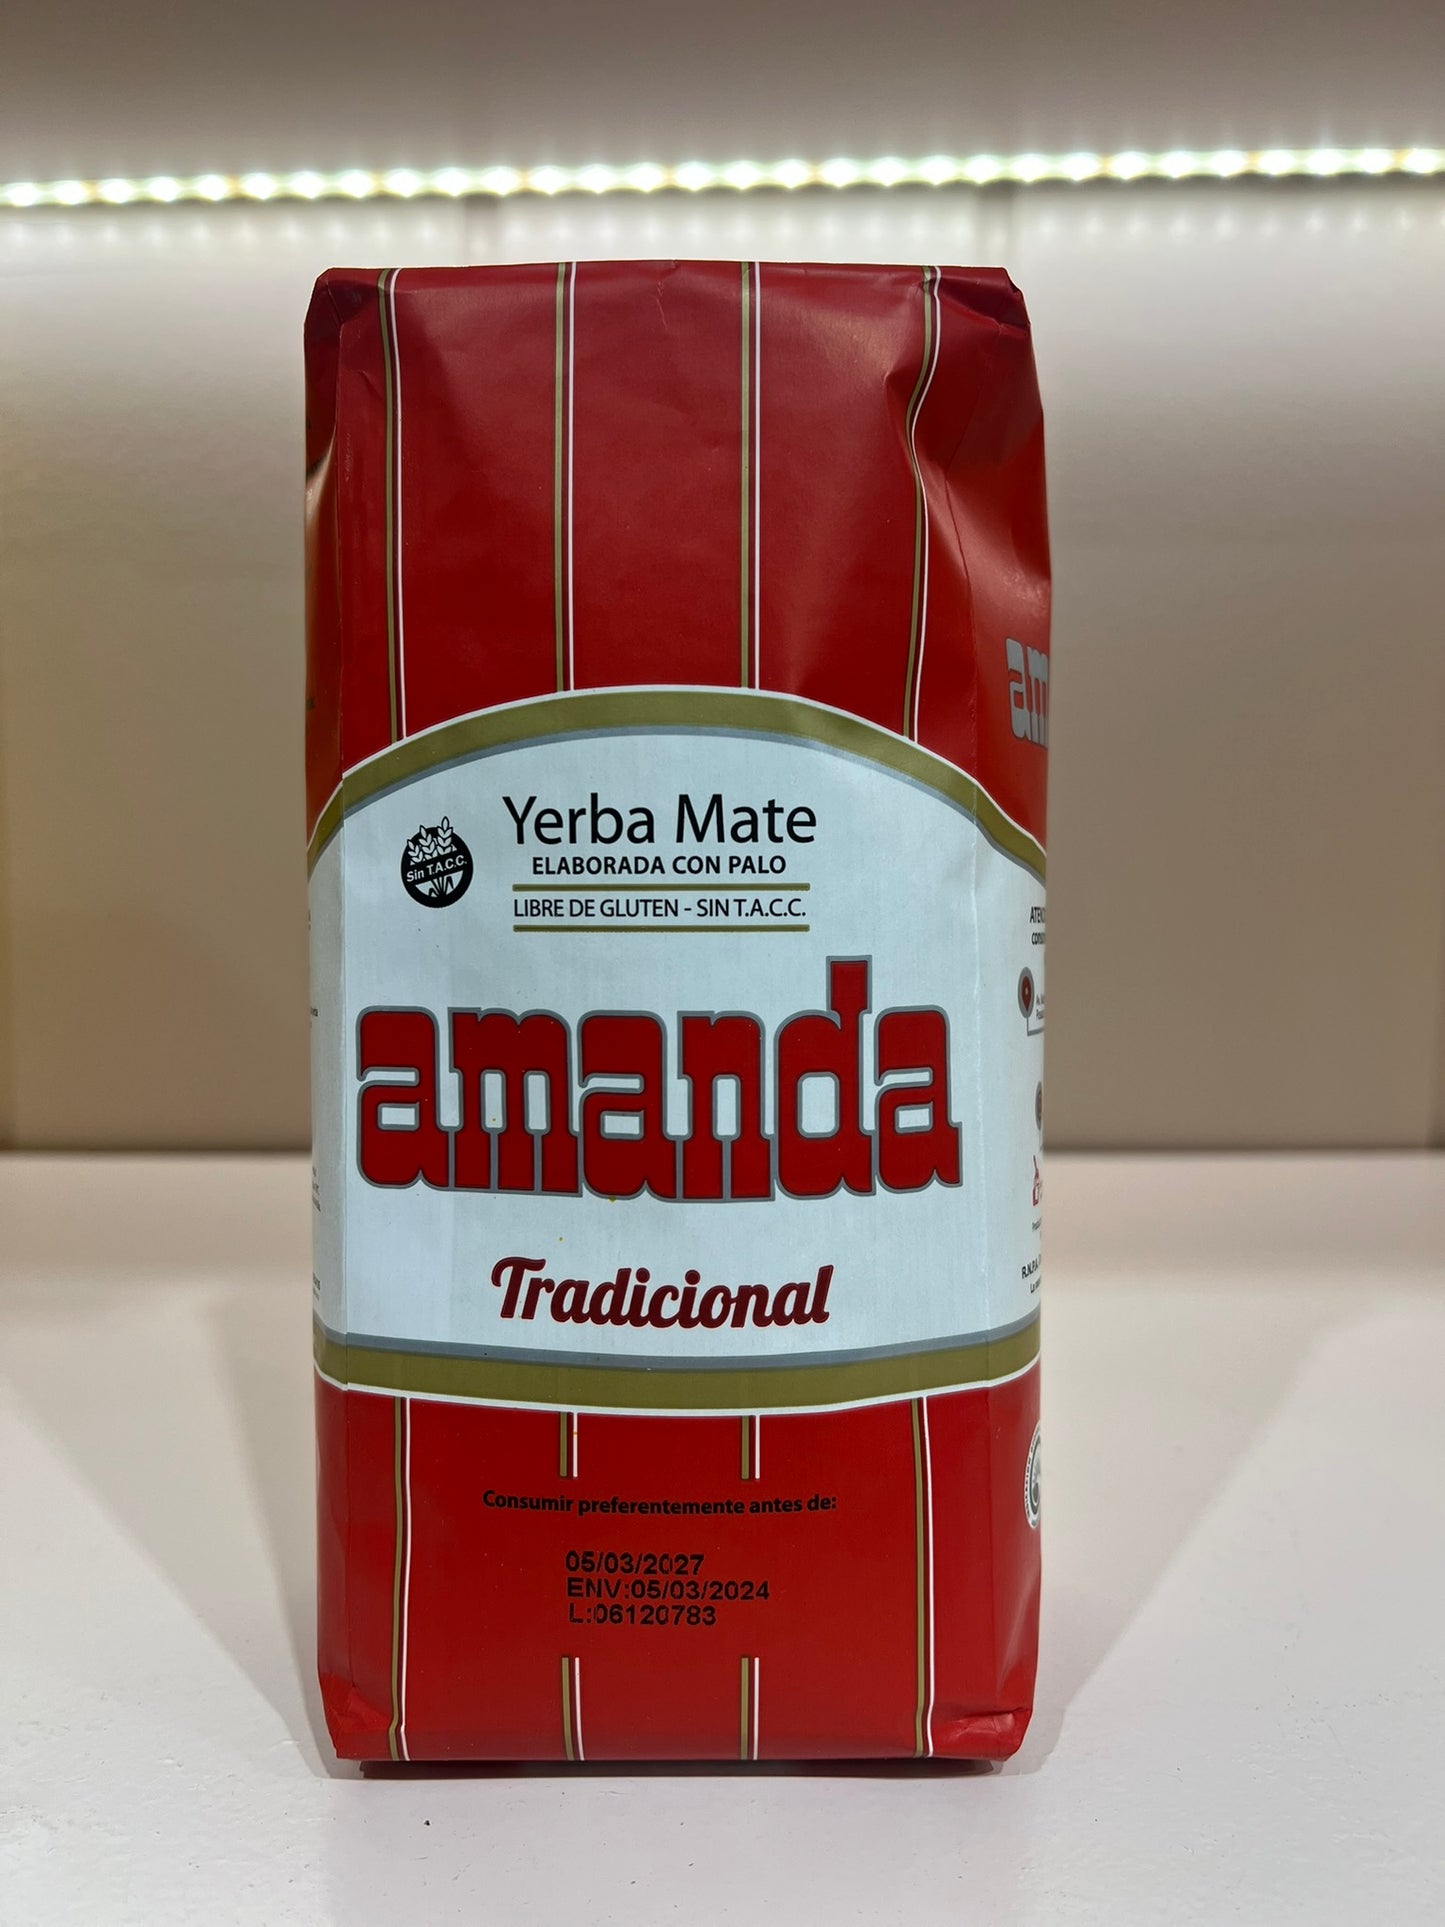 Sin T.A.C.C.
Yerba Mate
ELABORADA CON PALO
LIBRE DE GLUTEN - SIN T.A.C.C.
amanda
Tradicional
Consumir preferentemente antes de:
05/03/2027
ENV:05/03/2024
L:06120783
am
R.N.P.A.